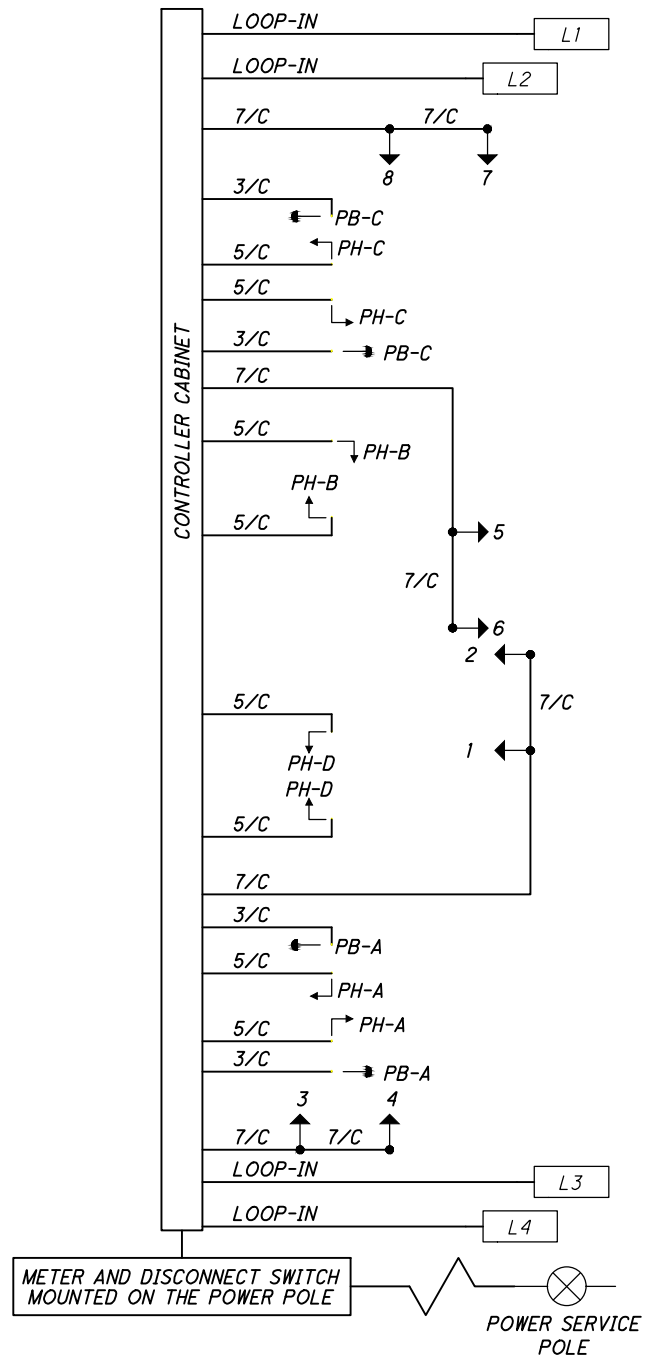 LOOP-IN
L1
LOOP-IN
L2
7/C
7/C
8
7
3/C
PB-C
PH-C
5/C
5/C
PH-C
3/C
PB-C
7/C
CONTROLLER CABINET
5/C
PH-B
PH-B
5/C
5
7/C
6
2
7/C
5/C
1
PH-D
PH-D
5/C
7/C
3/C
PB-A
5/C
PH-A
PH-A
5/C
3/C
PB-A
3
4
7/C
7/C
LOOP-IN
L3
LOOP-IN
L4
METER AND DISCONNECT SWITCH
MOUNTED ON THE POWER POLE
POWER SERVICE
POLE